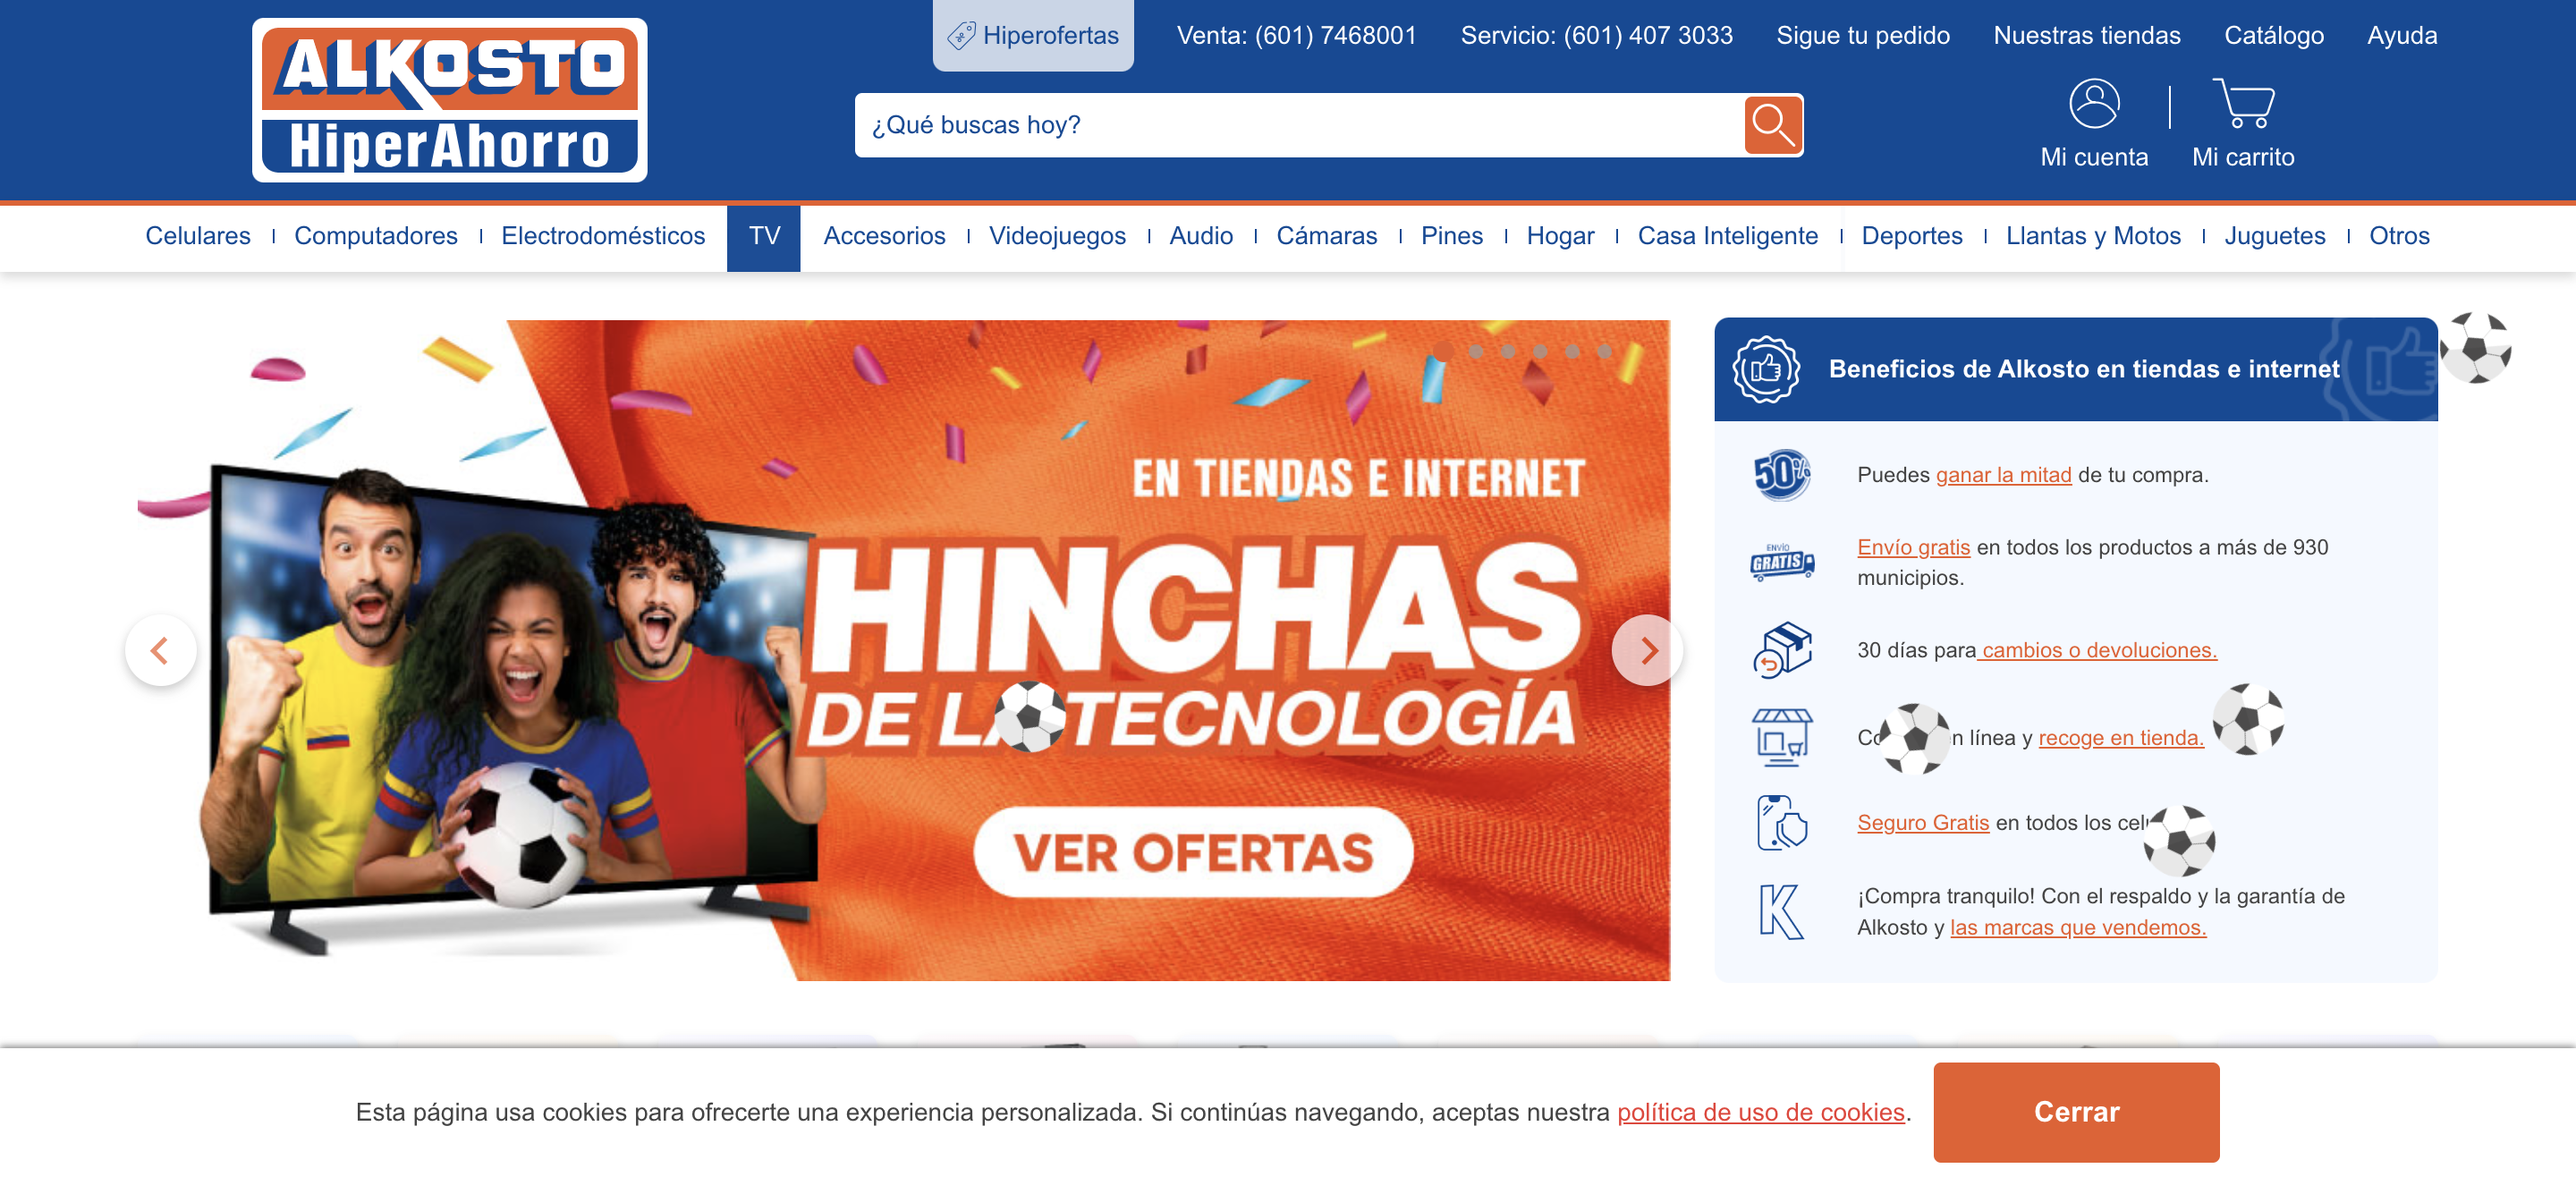 ALKOSTO
HiperAhorro
Hiperofertas
Venta: (601) 7468001
Servicio: (601) 407 3033
Sigue tu pedido
Nuestras tiendas
Catálogo
Ayuda
¿Qué buscas hoy?
Mi cuenta
Mi carrito
Celulares
Computadores
Electrodomésticos
TV
Accesorios
Videojuegos
Audio
Cámaras
Pines
Hogar
Casa Inteligente
Deportes
Llantas y Motos
Juguetes
Otros
EN TIENDAS E INTERNET
HINCHAS
DE LA TECNOLOGÍA
VER OFERTAS
Beneficios de Alkosto en tiendas e internet
50%
Puedes ganar la mitad de tu compra.
ENVÍO
GRATIS
Envío gratis en todos los productos a más de 930
municipios.
30 días para cambios o devoluciones.
línea y recoge en tienda.
Seguro Gratis en todos los
K
¡Compra tranquilo! Con el respaldo y la garantía de
Alkosto y las marcas que vendemos.
Esta página usa cookies para ofrecerte una experiencia personalizada. Si continúas navegando, aceptas nuestra política de uso de cookies.
Cerrar